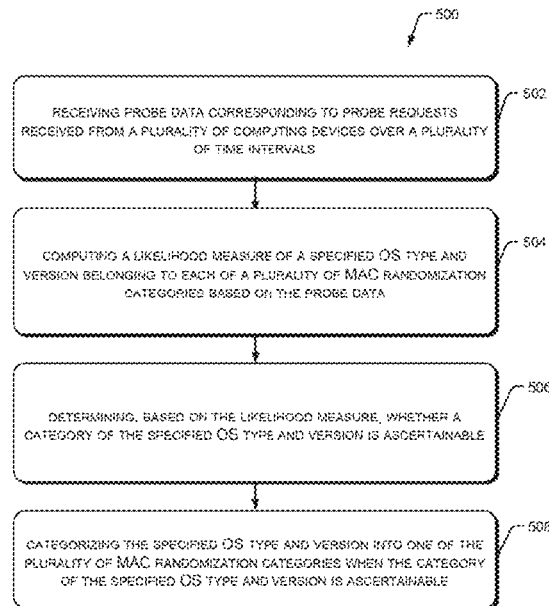 500
RECEIVING PROBE DATA CORRESPONDING TO PROBE REQUESTS
RECEIVED FROM A PLURALITY OF COMPUTING DEVICES OVER A PLURALITY
OF TIME INTERVALS
502
COMPUTING A LIKELIHOOD MEASURE OF A SPECIFIED OS TYPE AND
VERSION BELONGING TO EACH OF A PLURALITY OF MAC RANDOMIZATION
CATEGORIES BASED ON THE PROBE DATA
504
DETERMINING, BASED ON THE LIKELIHOOD MEASURE, WHETHER A
CATEGORY OF THE SPECIFIED OS TYPE AND VERSION IS ASCERTAINABLE
506
CATEGORIZING THE SPECIFIED OS TYPE AND VERSION INTO ONE OF THE
PLURALITY OF MAC RANDOMIZATION CATEGORIES WHEN THE CATEGORY
OF THE SPECIFIED OS TYPE AND VERSION IS ASCERTAINABLE
508